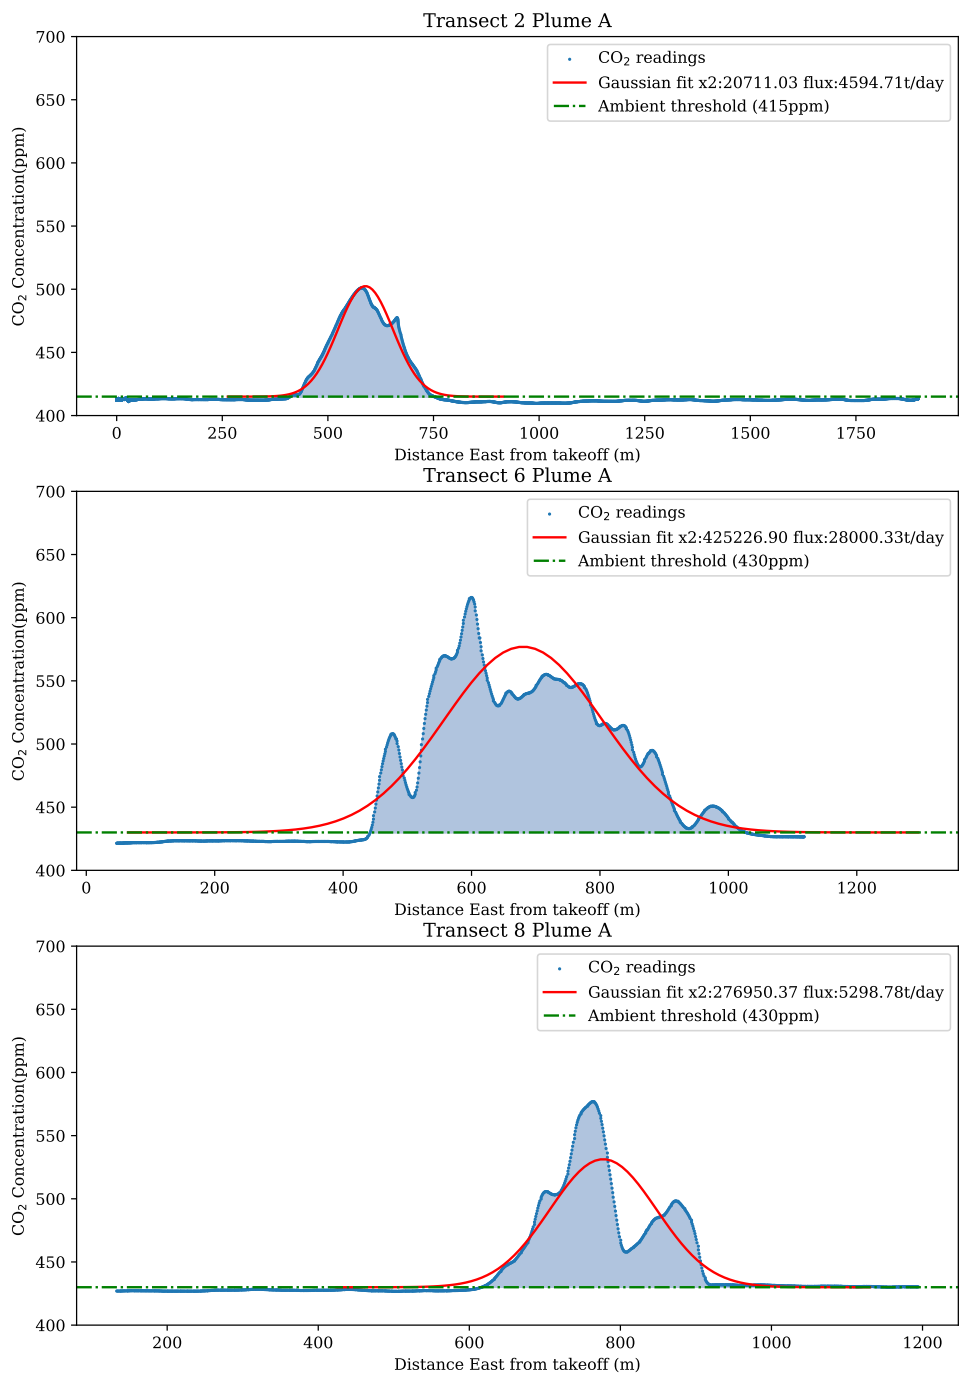 Transect 2 Plume A
700
650
600
550
500
450
400
CO₂ Concentration(ppm)
CO₂ readings
Gaussian fit x2:20711.03 flux:4594.71t/day
Ambient threshold (415ppm)
0 250 500 750 1000 1250 1500 1750
Distance East from takeoff (m)
Transect 6 Plume A
700
650
600
550
500
450
400
CO₂ Concentration(ppm)
CO₂ readings
Gaussian fit x2:425226.90 flux:28000.33t/day
Ambient threshold (430ppm)
0 200 400 600 800 1000 1200
Distance East from takeoff (m)
Transect 8 Plume A
700
650
600
550
500
450
400
CO₂ Concentration(ppm)
CO₂ readings
Gaussian fit x2:276950.37 flux:5298.78t/day
Ambient threshold (430ppm)
200 400 600 800 1000 1200
Distance East from takeoff (m)